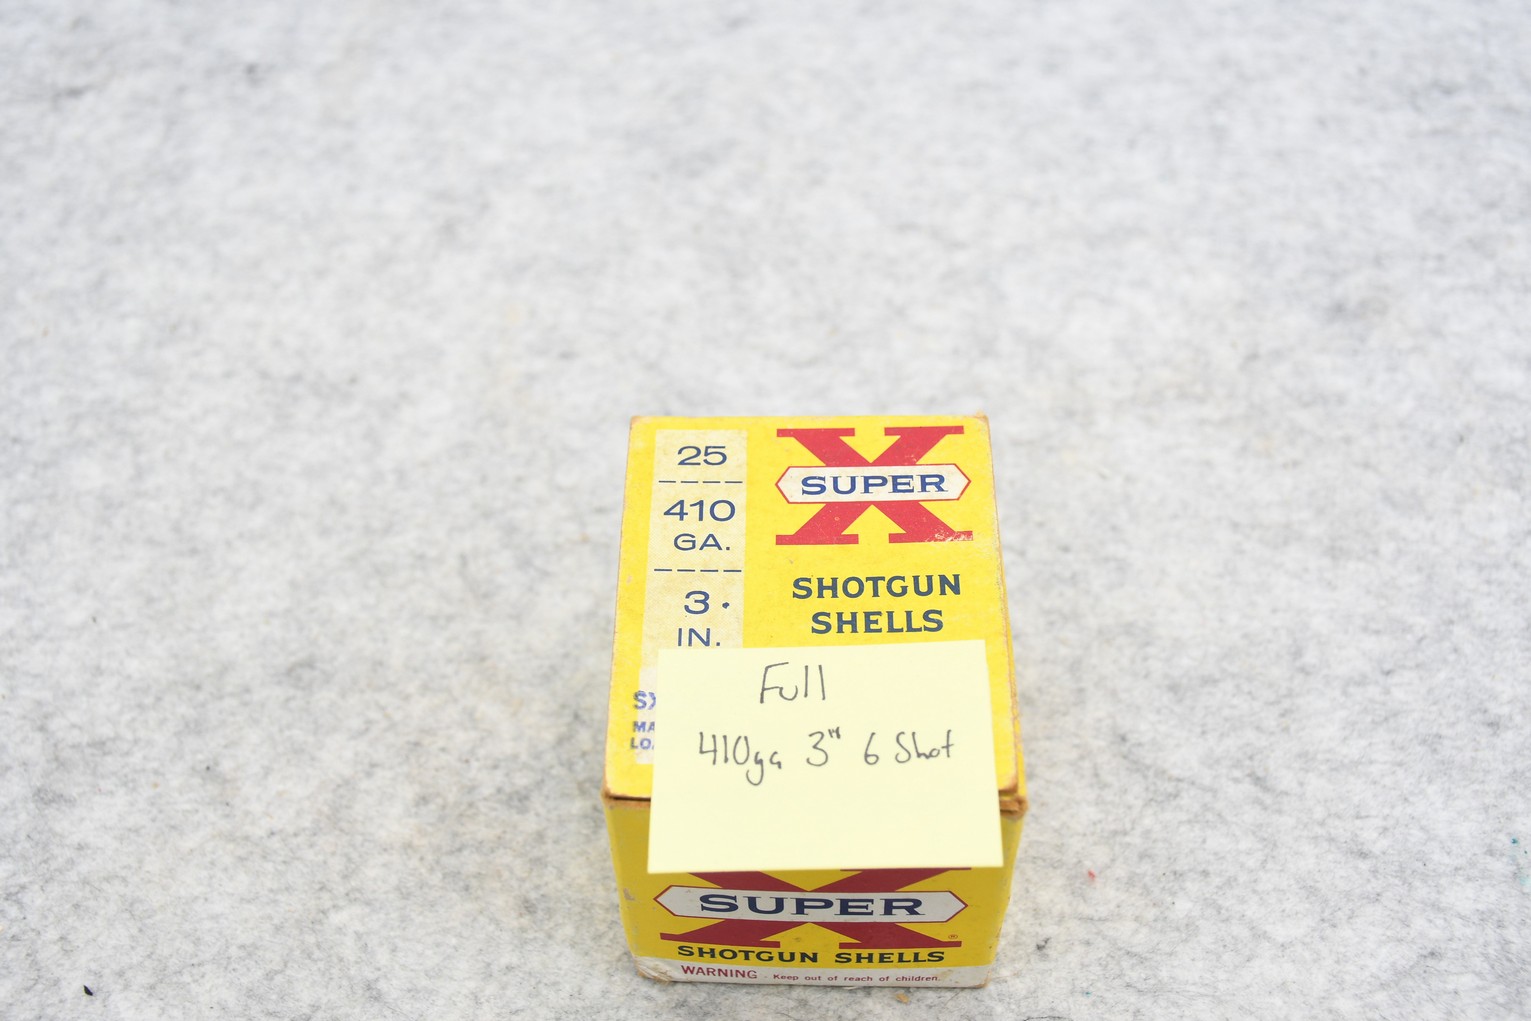 25
410
GA.
3
IN.
X
SUPER
SHOTGUN
SHELLS
Full
410ga 3" 6 Shot
X
SUPER
®
SHOTGUN SHELLS
WARNING - Keep out of reach of children.